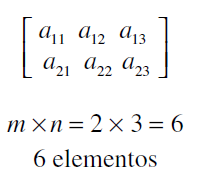 a₁₁ a₁₂ a₁₃
a₂₁ a₂₂ a₂₃
m × n = 2 × 3 = 6
6 elementos